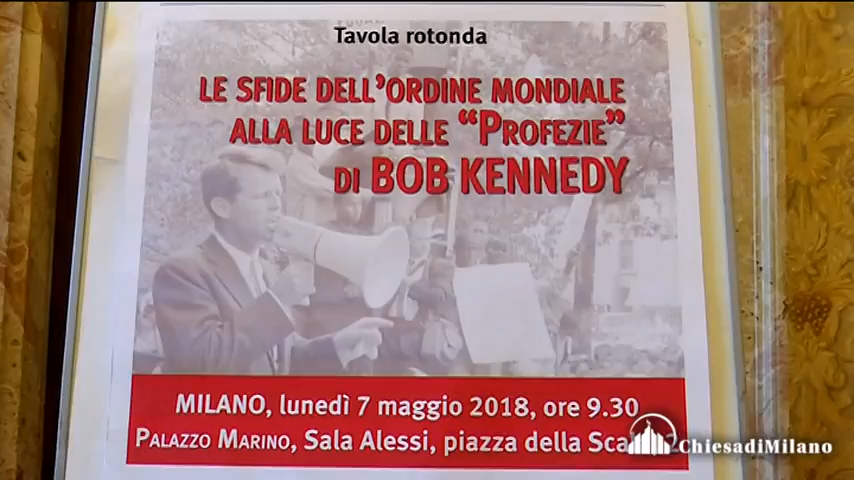 Tavola rotonda
LE SFIDE DELL'ORDINE MONDIALE
ALLA LUCE DELLE “PROFEZIE”
DI BOB KENNEDY
MILANO, lunedì 7 maggio 2018, ore 9.30
PALAZZO MARINO, Sala Alessi, piazza della
ChiesadiMilano